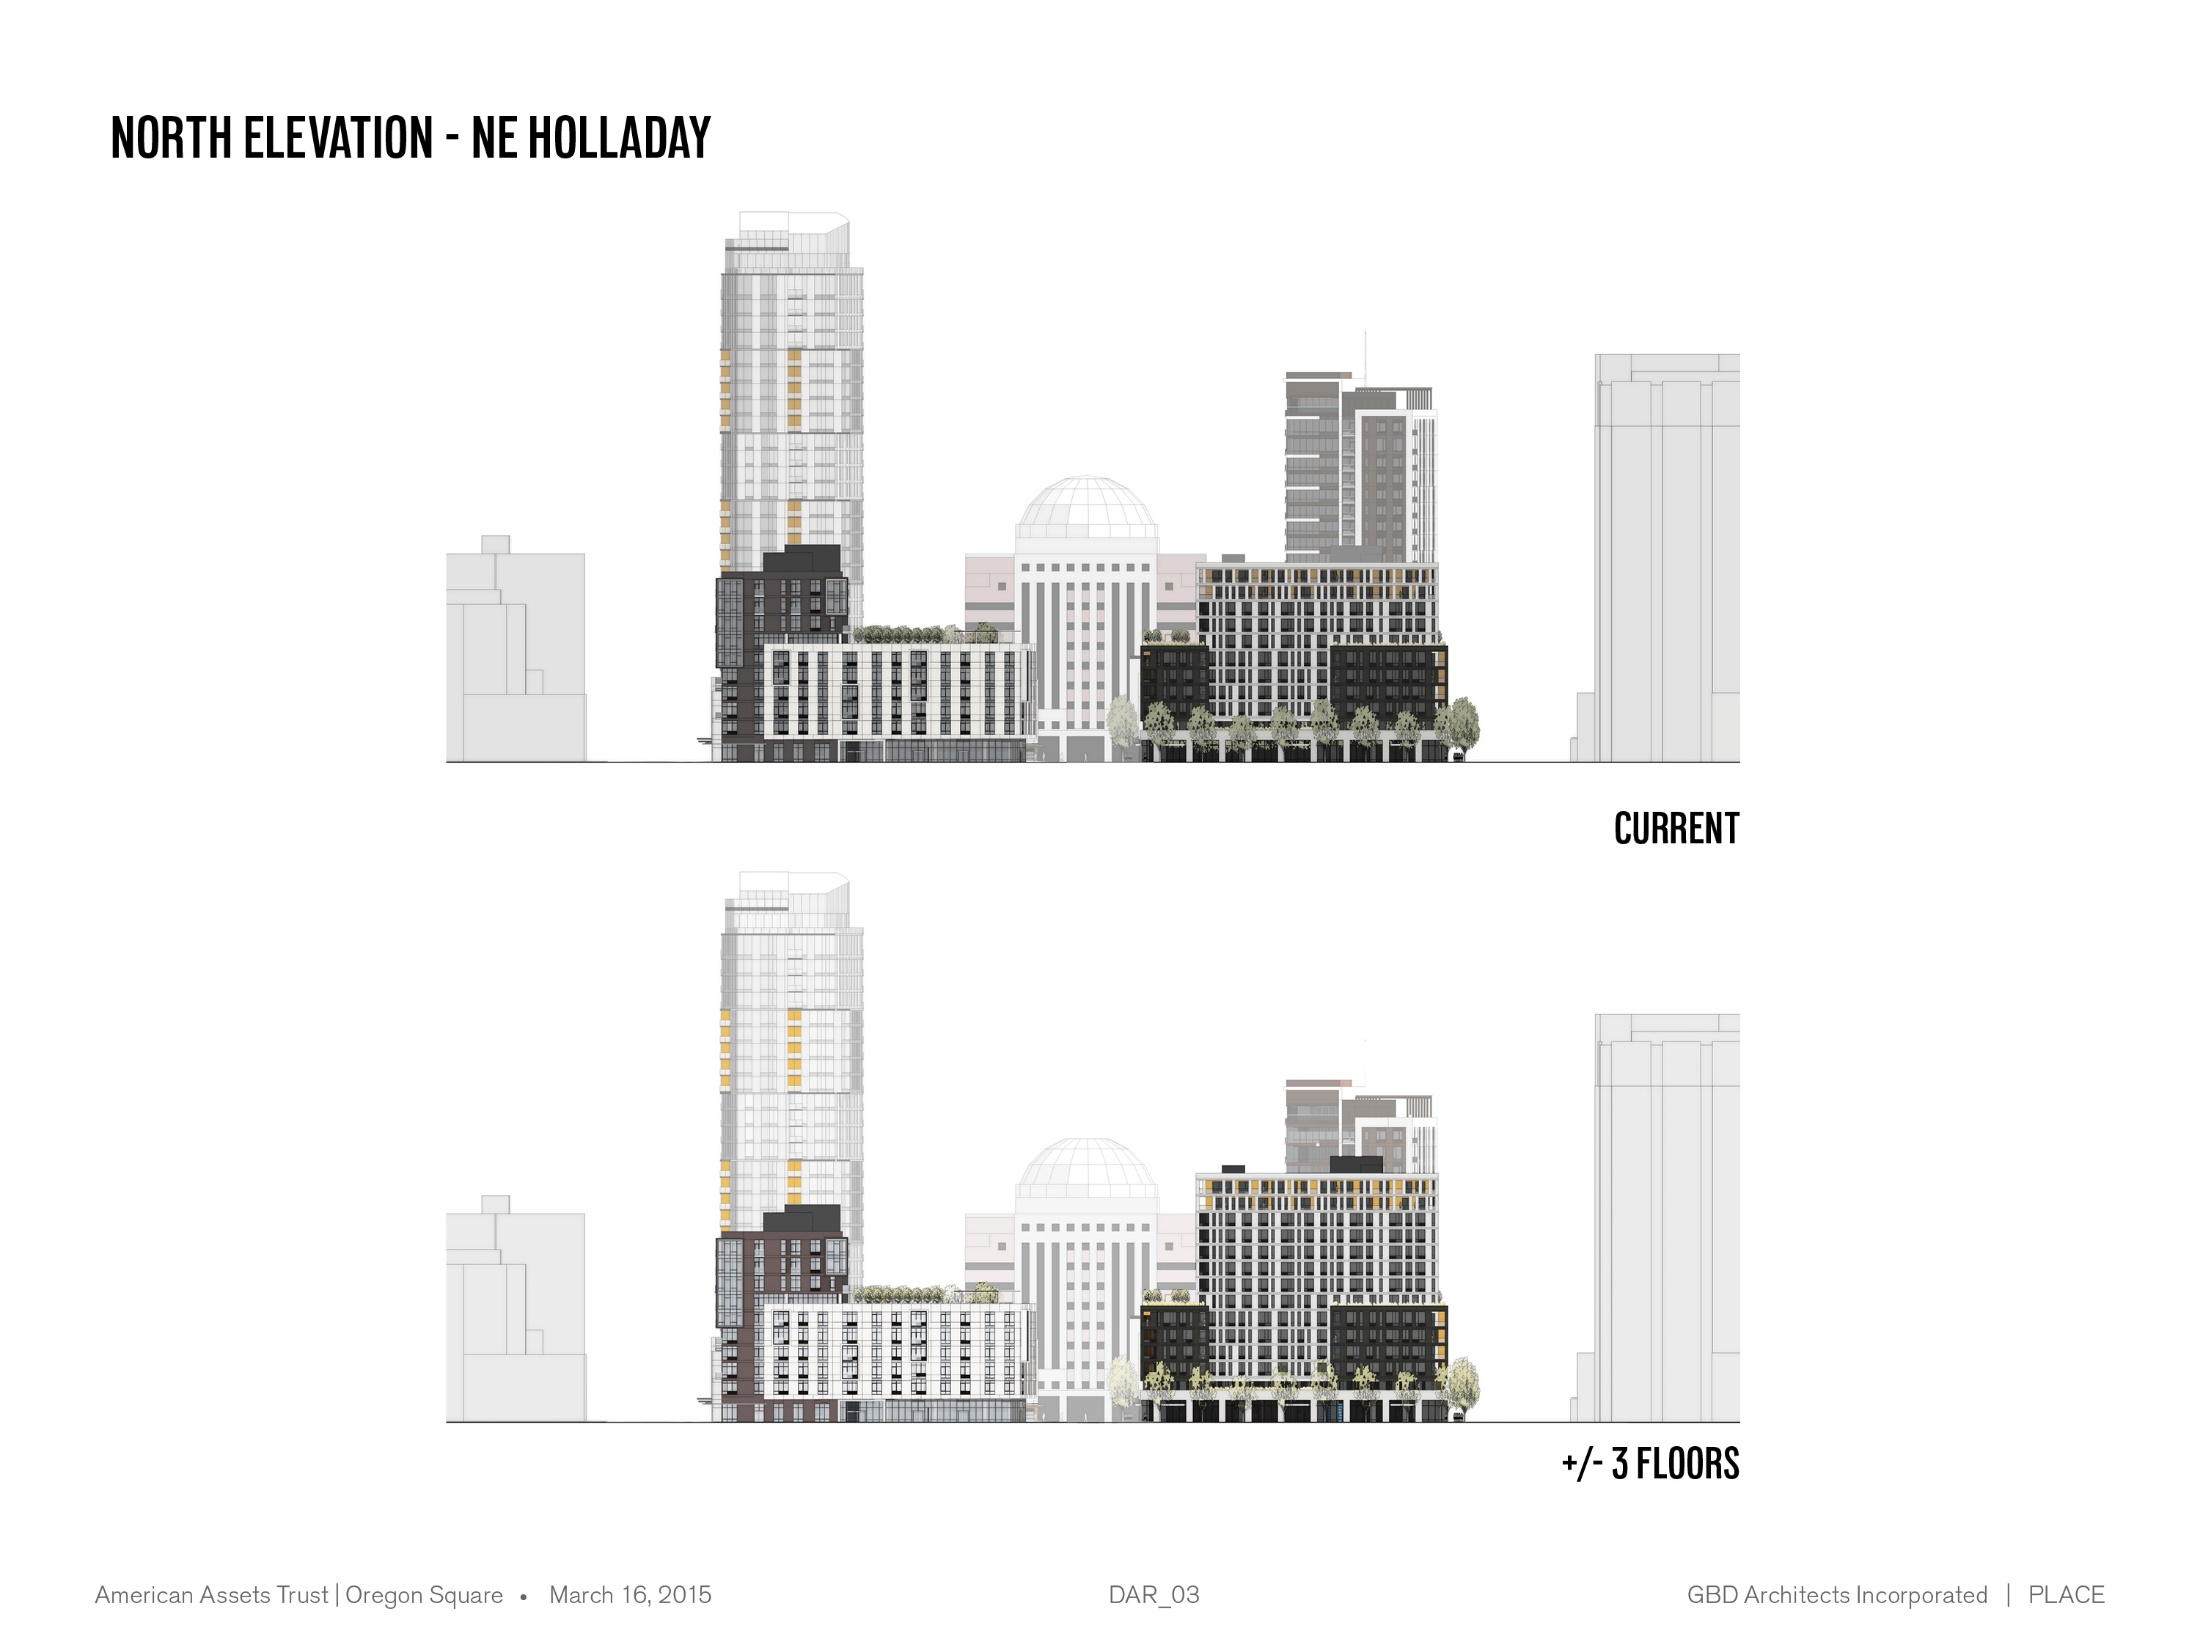 NORTH ELEVATION - NE HOLLADAY
CURRENT
+/- 3 FLOORS
American Assets Trust | Oregon Square • March 16, 2015
DAR_03
GBD Architects Incorporated | PLACE